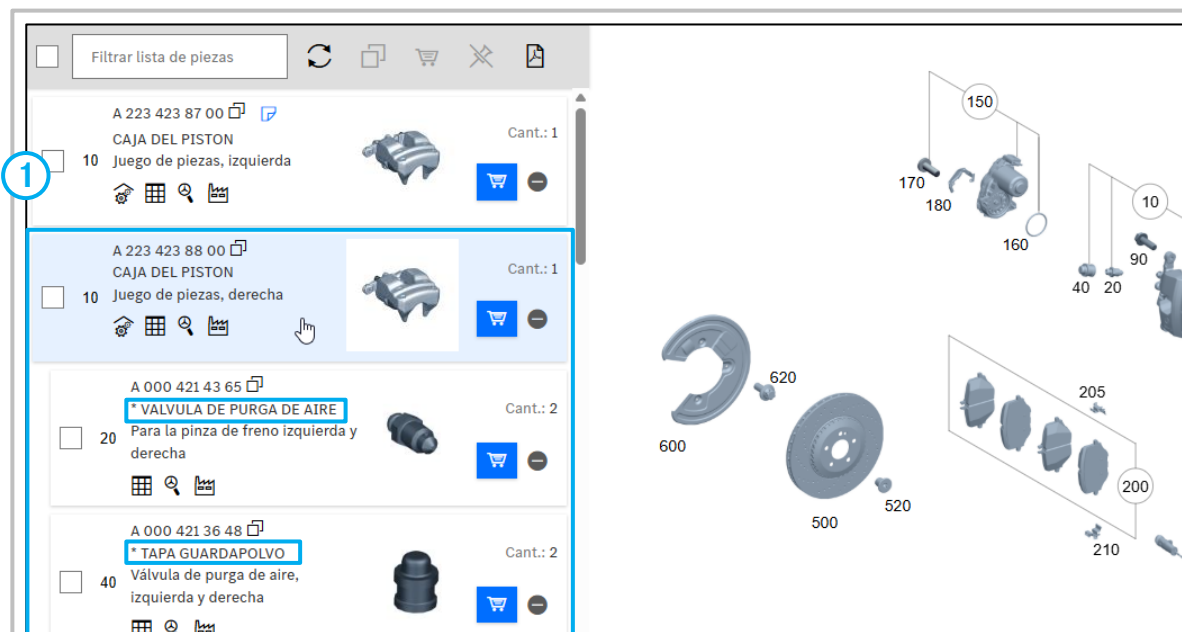 Filtrar lista de piezas
A 223 423 87 00
CAJA DEL PISTON
Cant.: 1
10 Juego de piezas, izquierda
1
A 223 423 88 00
CAJA DEL PISTON
Cant.: 1
10 Juego de piezas, derecha
A 000 421 43 65
* VALVULA DE PURGA DE AIRE
Cant.: 2
20 Para la pinza de freno izquierda y
derecha
A 000 421 36 48
* TAPA GUARDAPOLVO
Cant.: 2
40 Válvula de purga de aire,
izquierda y derecha
150
170
180
160
10
90
40 20
620
600
205
500
520
200
210